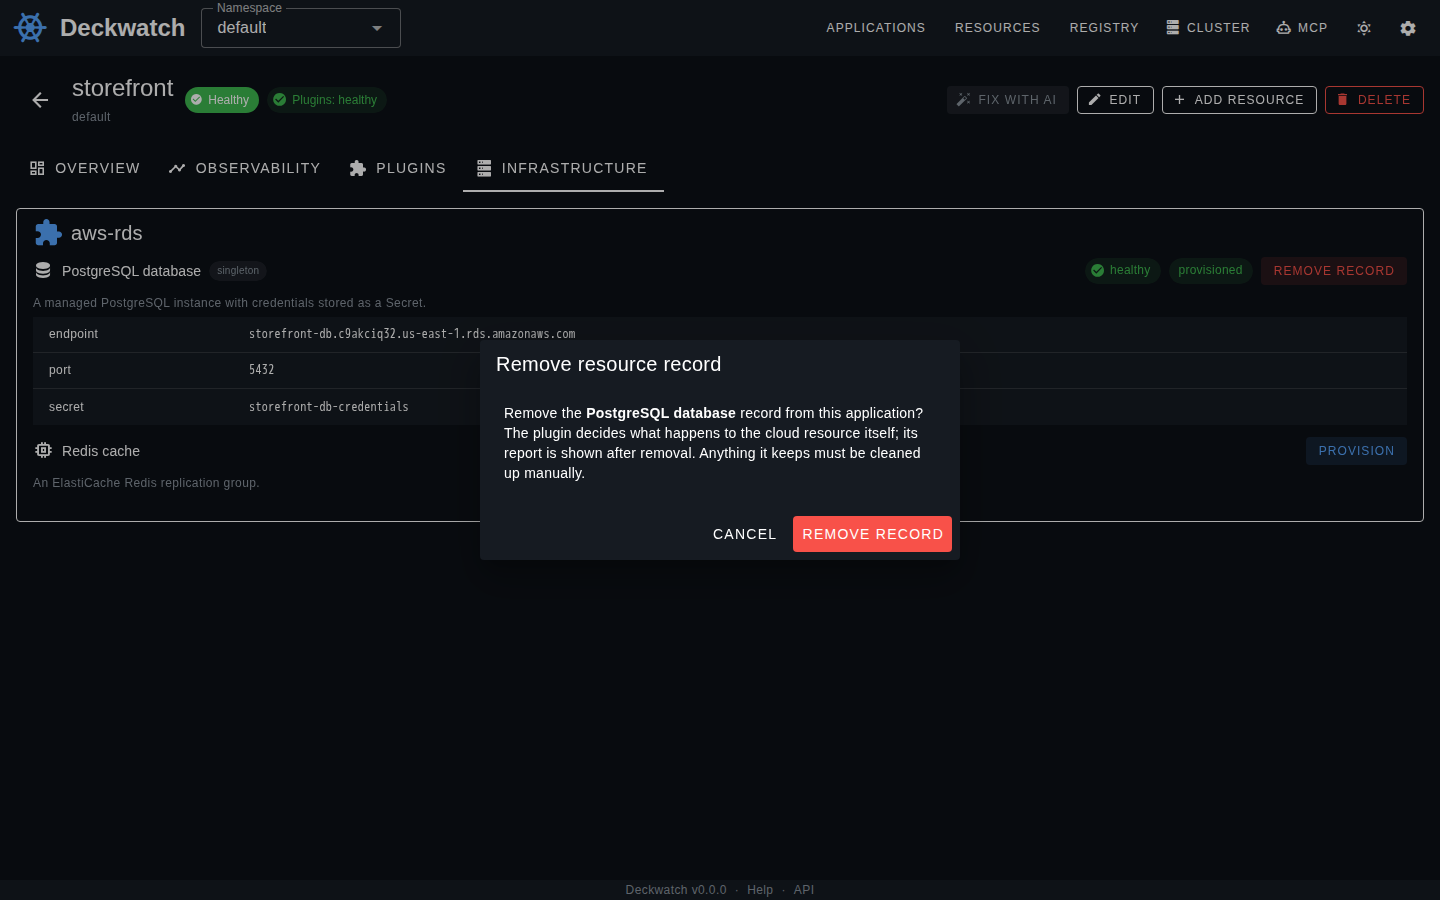 Deckwatch
Namespace
default
APPLICATIONS
RESOURCES
REGISTRY
CLUSTER
MCP
storefront
default
Healthy
Plugins: healthy
FIX WITH AI
EDIT
ADD RESOURCE
DELETE
OVERVIEW
OBSERVABILITY
PLUGINS
INFRASTRUCTURE
aws-rds
PostgreSQL database
singleton
healthy
provisioned
REMOVE RECORD
A managed PostgreSQL instance with credentials stored as a Secret.
endpoint
storefront-db.c9akciq32.us-east-1.rds.amazonaws.com
port
5432
secret
storefront-db-credentials
Redis cache
PROVISION
An ElastiCache Redis replication group.
Remove resource record
Remove the PostgreSQL database record from this application?
The plugin decides what happens to the cloud resource itself; its
report is shown after removal. Anything it keeps must be cleaned
up manually.
CANCEL
REMOVE RECORD
Deckwatch v0.0.0 · Help · API